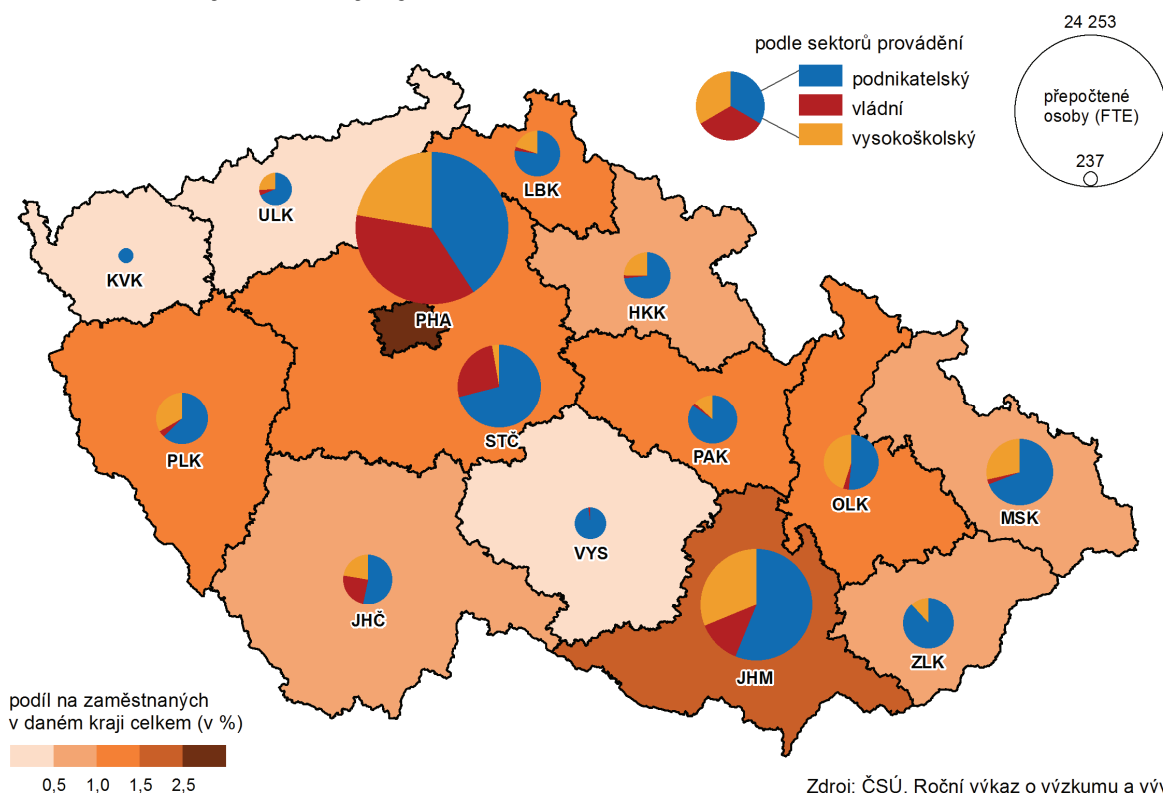 podle sektorů provádění
podnikatelský
vládní
vysokoškolský
24 253
přepočtené
osoby (FTE)
237
LBK
ULK
KVK
HKK
PHA
STČ
PLK
PAK
OLK
MSK
VYS
JHČ
ZLK
JHM
podíl na zaměstnaných
v daném kraji celkem (v %)
0,5 1,0 1,5 2,5
Zdroj: ČSÚ, Roční výkaz o výzkumu a výv